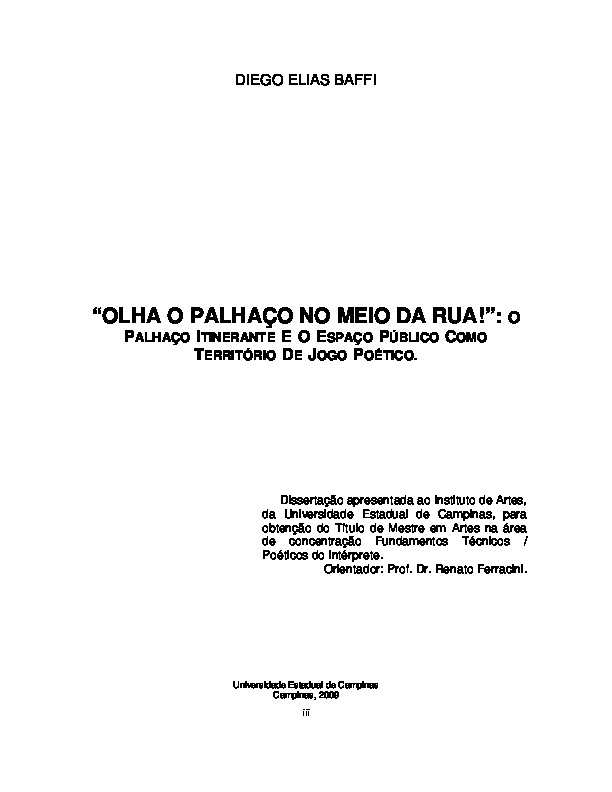 DIEGO ELIAS BAFFI
“OLHA O PALHAÇO NO MEIO DA RUA!”: O
PALHAÇO ITINERANTE E O ESPAÇO PÚBLICO COMO
TERRITÓRIO DE JOGO POÉTICO.
Dissertação apresentada ao Instituto de Artes,
da Universidade Estadual de Campinas, para
obtenção do Título de Mestre em Artes na área
de concentração Fundamentos Técnicos /
Poéticos do Intérprete.
Orientador: Prof. Dr. Renato Ferracini.
Universidade Estadual de Campinas
Campinas, 2009
iii